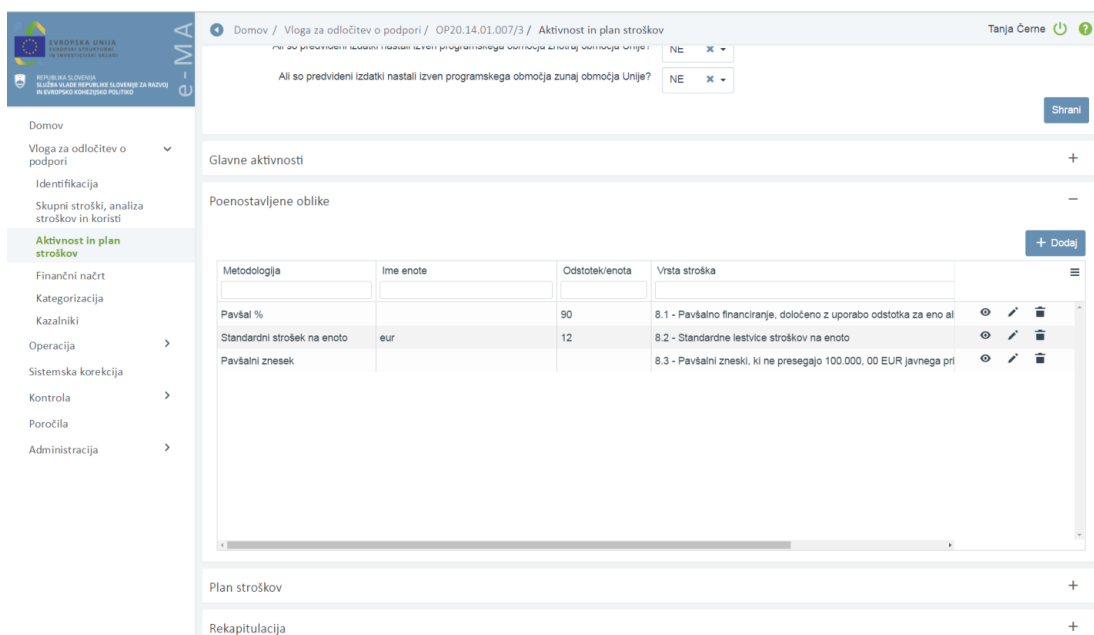 EVROPSKA UNIJA
EVROPSKI STRUKTURNI
IN INVESTICIJSKI SKLADI
REPUBLIKA SLOVENIJA
SLUŽBA VLADE REPUBLIKE SLOVENIJE ZA RAZVOJ
IN EVROPSKO KOHEZIJSKO POLITIKO
e-MA
Domov / Vloga za odločitev o podpori / OP20.14.01.007/3 / Aktivnost in plan stroškov
Tanja Černe
Ali so predvideni izdatki nastali izven programskega območja znotraj območja Unije? NE
Ali so predvideni izdatki nastali izven programskega območja zunaj območja Unije? NE
Shrani
Domov
Vloga za odločitev o
podpori
Identifikacija
Skupni stroški, analiza
stroškov in koristi
Aktivnost in plan
stroškov
Finančni načrt
Kategorizacija
Kazalniki
Operacija
Sistemska korekcija
Kontrola
Poročila
Administracija
Glavne aktivnosti
Poenostavljene oblike
+ Dodaj
Metodologija Ime enote Odstotek/enota Vrsta stroška
Pavšal % 90 8.1 - Pavšalno financiranje, določeno z uporabo odstotka za eno al
Standardni strošek na enoto eur 12 8.2 - Standardne lestvice stroškov na enoto
Pavšalni znesek 8.3 - Pavšalni zneski, ki ne presegajo 100.000, 00 EUR javnega pri
Plan stroškov
Rekapitulacija